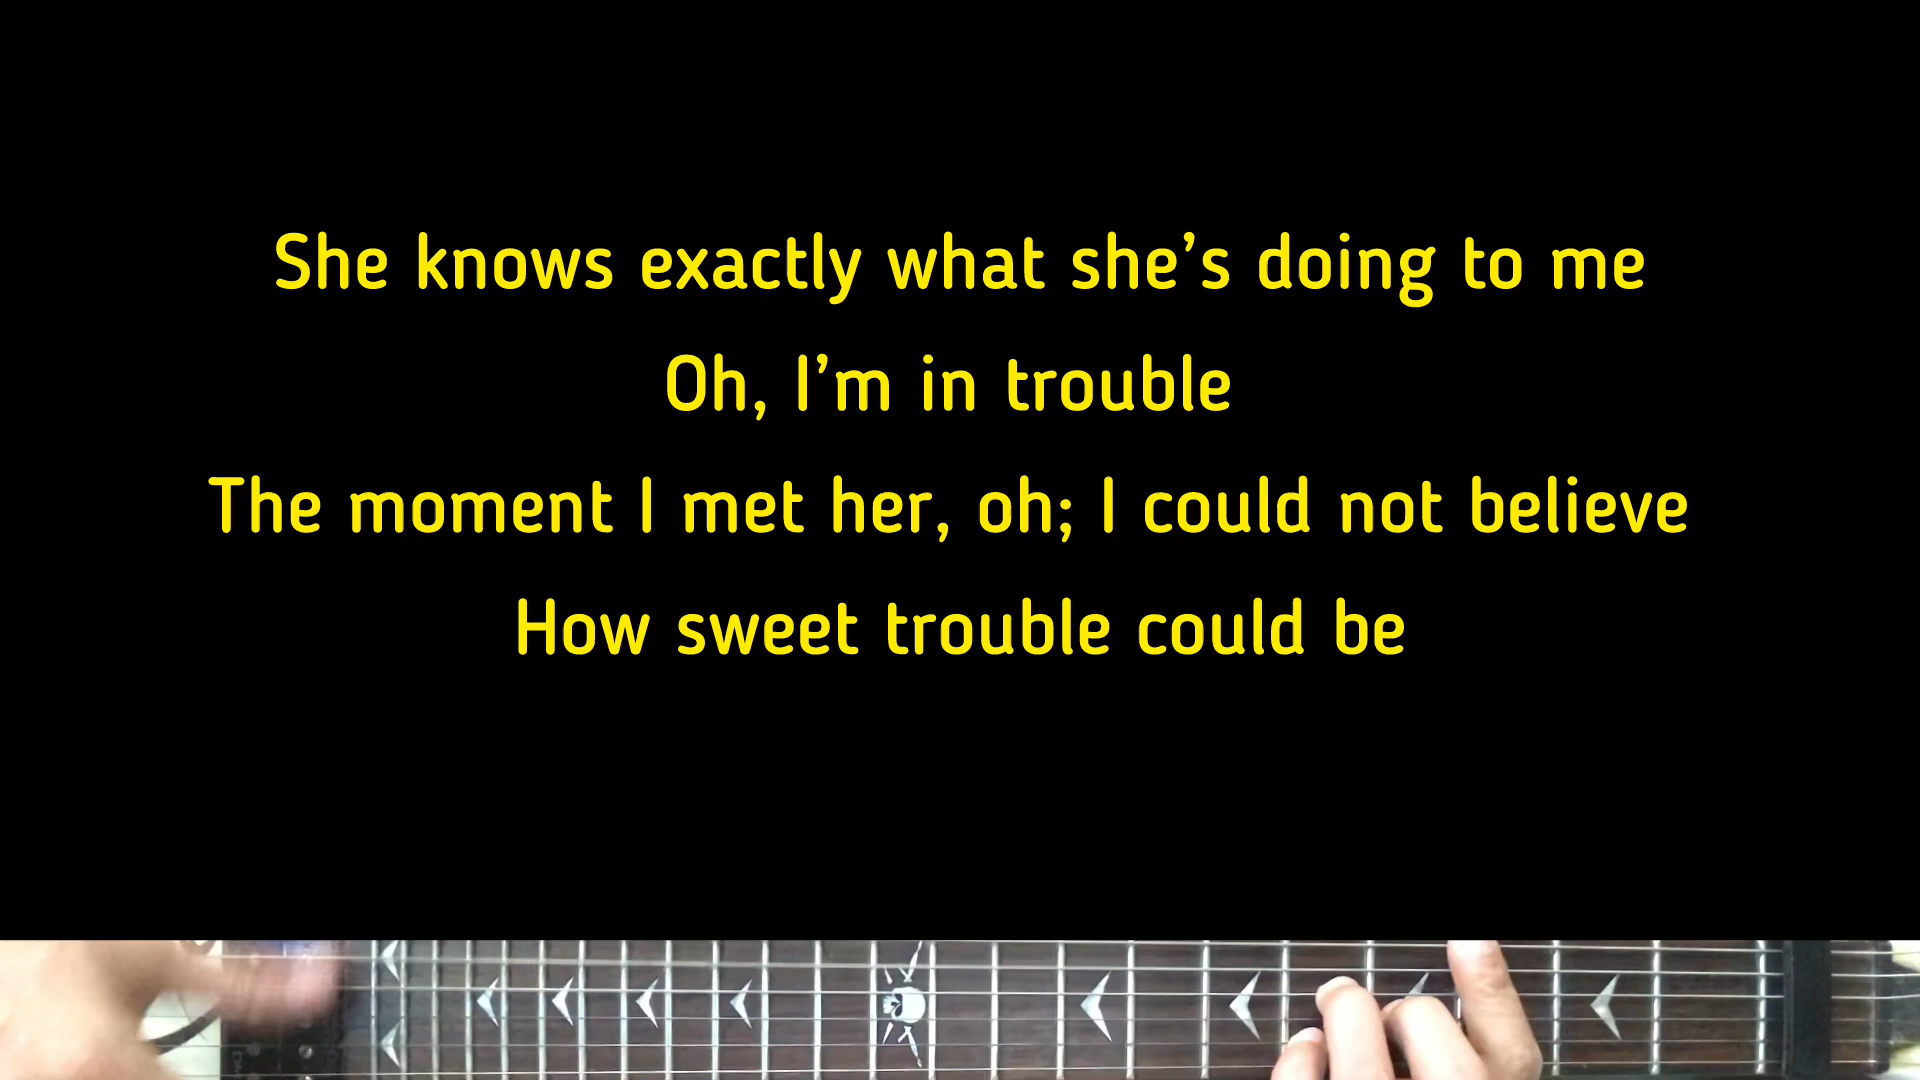 She knows exactly what she’s doing to me
Oh, I’m in trouble
The moment I met her, oh; I could not believe
How sweet trouble could be